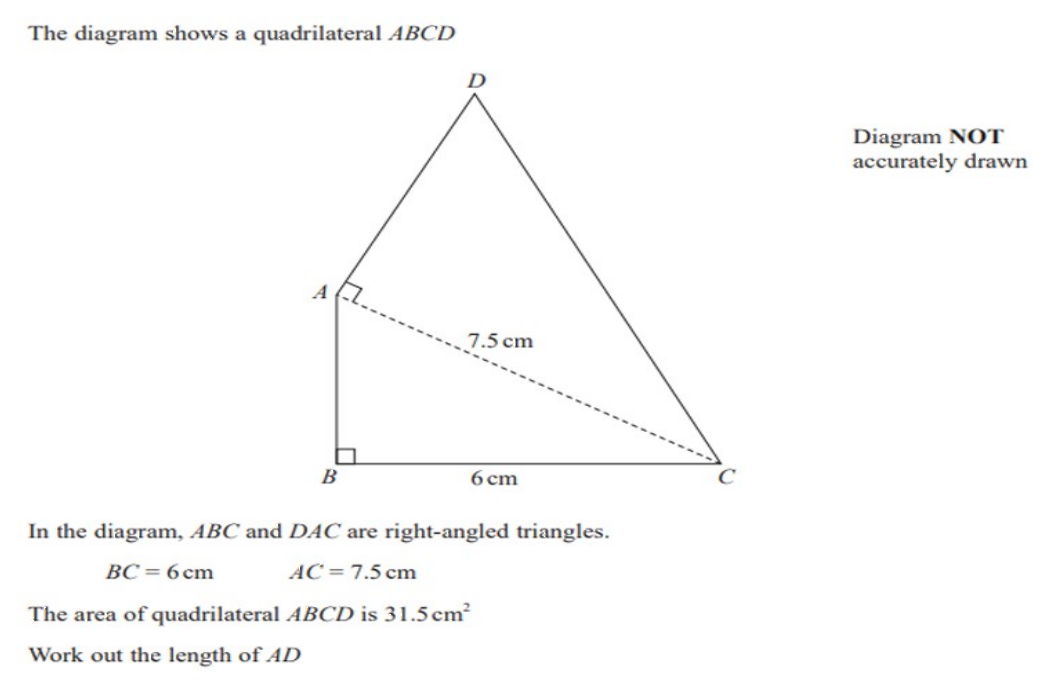 The diagram shows a quadrilateral ABCD
D
Diagram NOT
accurately drawn
A
7.5 cm
B
6 cm
C
In the diagram, ABC and DAC are right-angled triangles.
BC = 6 cm AC = 7.5 cm
The area of quadrilateral ABCD is 31.5 cm²
Work out the length of AD